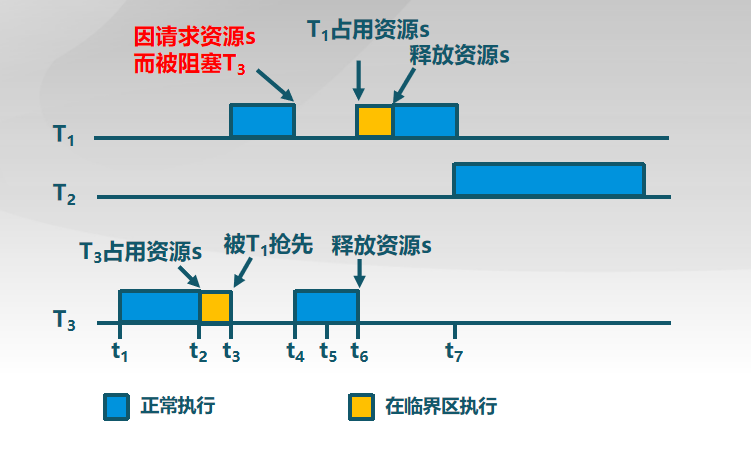 因请求资源s
而被阻塞T₃
T₁占用资源s
释放资源s
T₁
T₂
T₃占用资源s
被T₁抢先
释放资源s
T₃
t₁ t₂ t₃ t₄ t₅ t₆ t₇
正常执行
在临界区执行